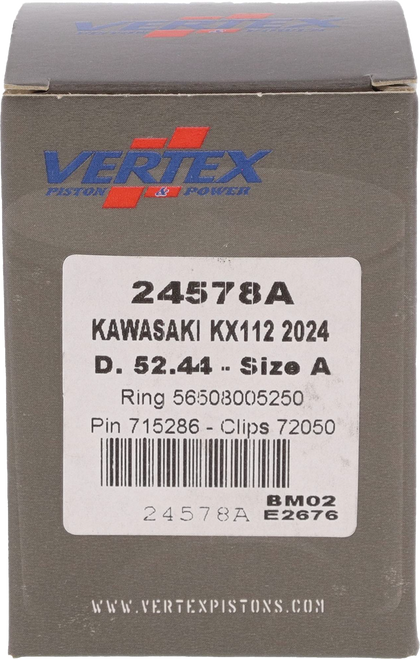 VERTEX
VERTEX
PISTON & POWER
24578A
KAWASAKI KX112 2024
D. 52.44 - Size A
Ring 56508005250
Pin 715286 - Clips 72050
24578A
BM02
E2676
WWW.VERTEXPISTONS.COM